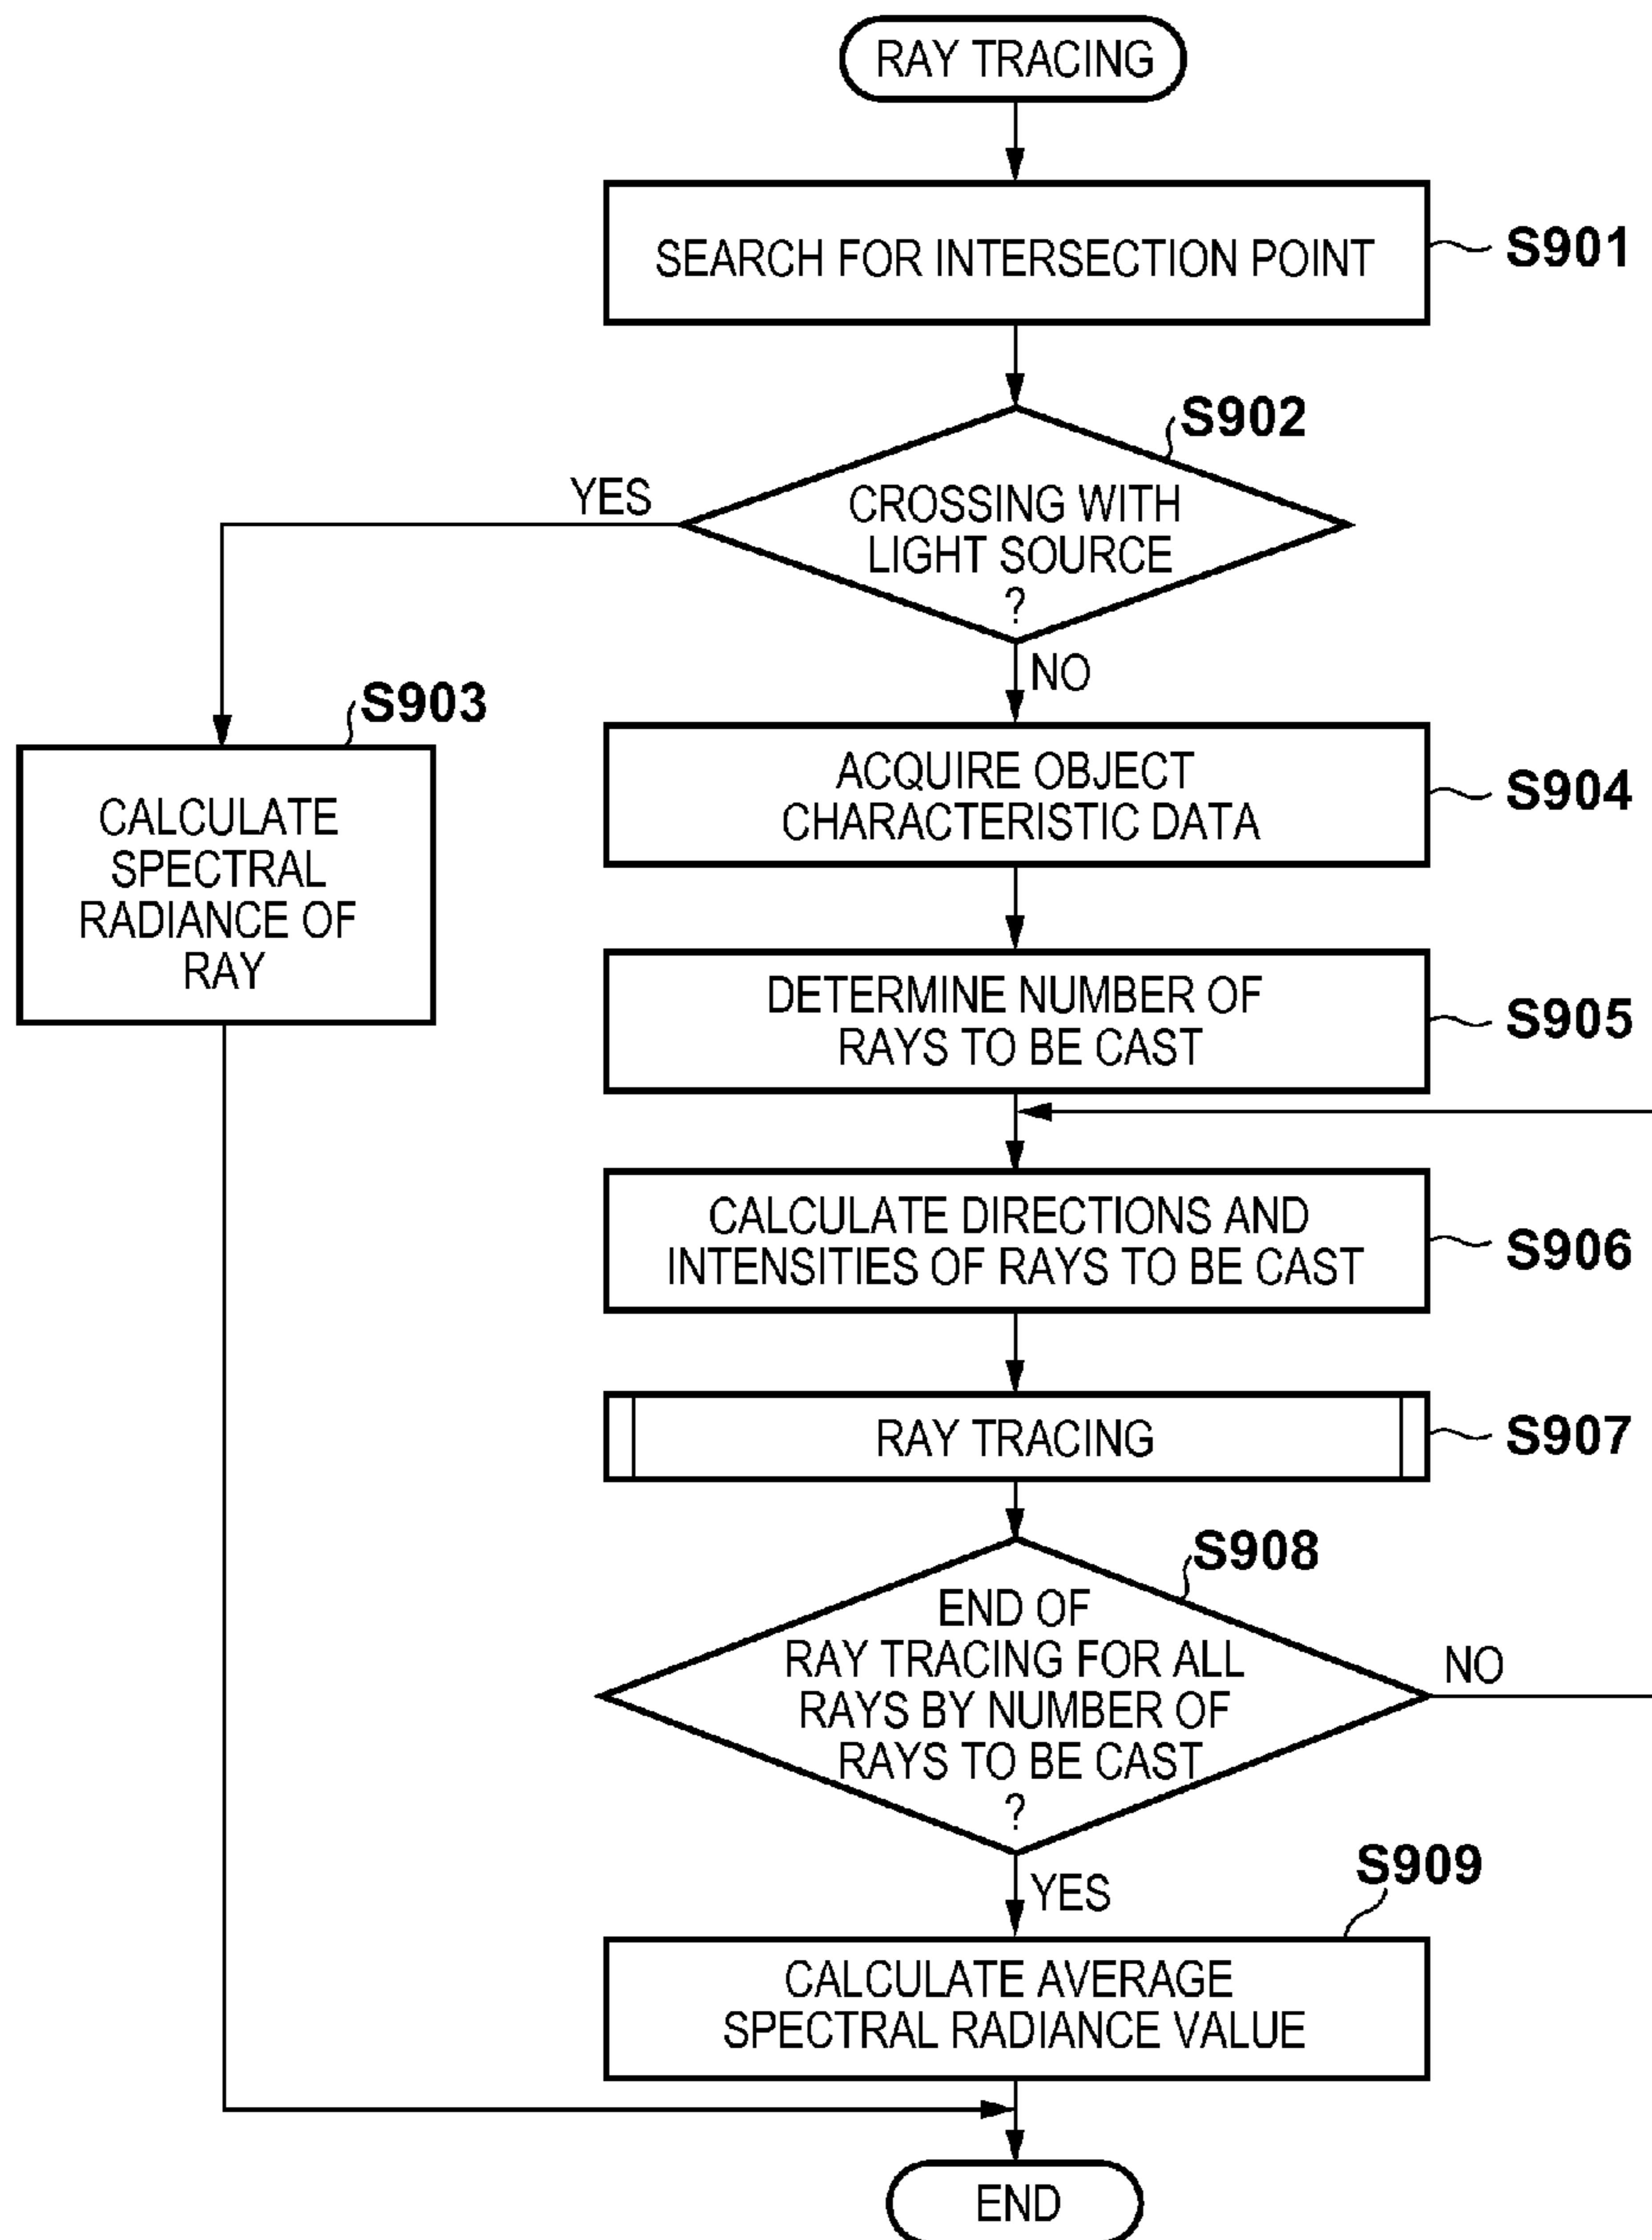 RAY TRACING
SEARCH FOR INTERSECTION POINT
S901
S902
YES
CROSSING WITH
LIGHT SOURCE
?
NO
S903
CALCULATE
SPECTRAL
RADIANCE OF
RAY
ACQUIRE OBJECT
CHARACTERISTIC DATA
S904
DETERMINE NUMBER OF
RAYS TO BE CAST
S905
CALCULATE DIRECTIONS AND
INTENSITIES OF RAYS TO BE CAST
S906
RAY TRACING
S907
S908
END OF
RAY TRACING FOR ALL
RAYS BY NUMBER OF
RAYS TO BE CAST
?
NO
YES
S909
CALCULATE AVERAGE
SPECTRAL RADIANCE VALUE
END